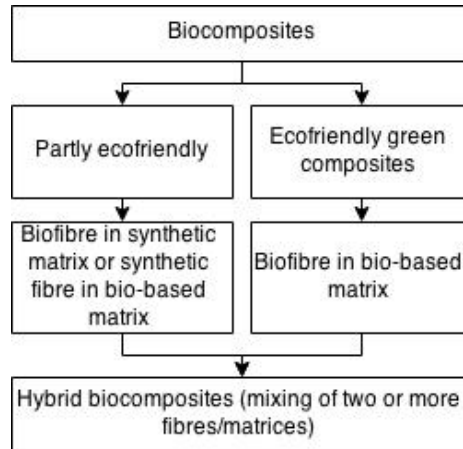 Biocomposites
Partly ecofriendly
Ecofriendly green
composites
Biofibre in synthetic
matrix or synthetic
fibre in bio-based
matrix
Biofibre in bio-based
matrix
Hybrid biocomposites (mixing of two or more
fibres/matrices)